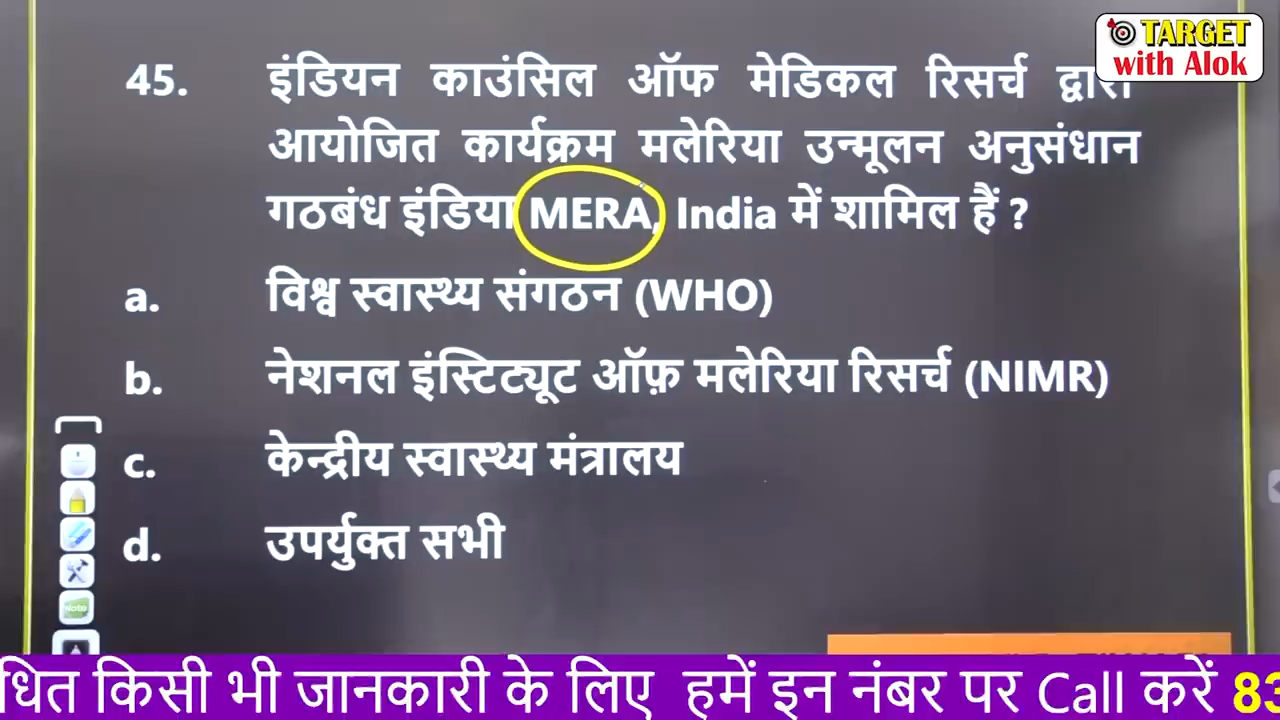 TARGET
with Alok
45. इंडियन काउंसिल ऑफ मेडिकल रिसर्च द्वारा
आयोजित कार्यक्रम मलेरिया उन्मूलन अनुसंधान
गठबंध इंडिया MERA, India में शामिल हैं ?
a. विश्व स्वास्थ्य संगठन (WHO)
b. नेशनल इंस्टिट्यूट ऑफ़ मलेरिया रिसर्च (NIMR)
c. केन्द्रीय स्वास्थ्य मंत्रालय
d. उपर्युक्त सभी
Note
धित किसी भी जानकारी के लिए हमें इन नंबर पर Call करें 83